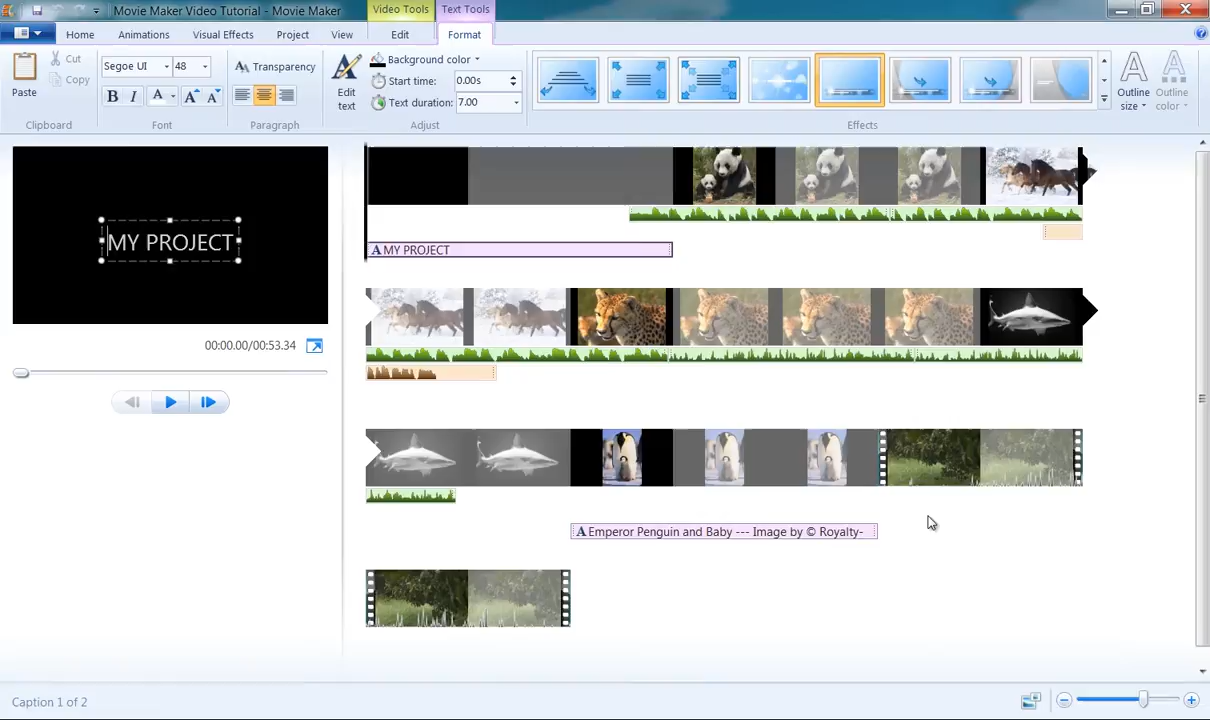 Movie Maker Video Tutorial - Movie Maker
Video Tools
Text Tools
Home
Animations
Visual Effects
Project
View
Edit
Format
Paste
Cut
Copy
Clipboard
Segoe UI
48
B I A A A
Font
Transparency
Paragraph
Edit
text
Background color
Start time:
0.00s
Text duration:
7.00
Adjust
Effects
Outline
size
Outline
color
MY PROJECT
00:00.00/00:53.34
A MY PROJECT
A Emperor Penguin and Baby --- Image by © Royalty-
Caption 1 of 2